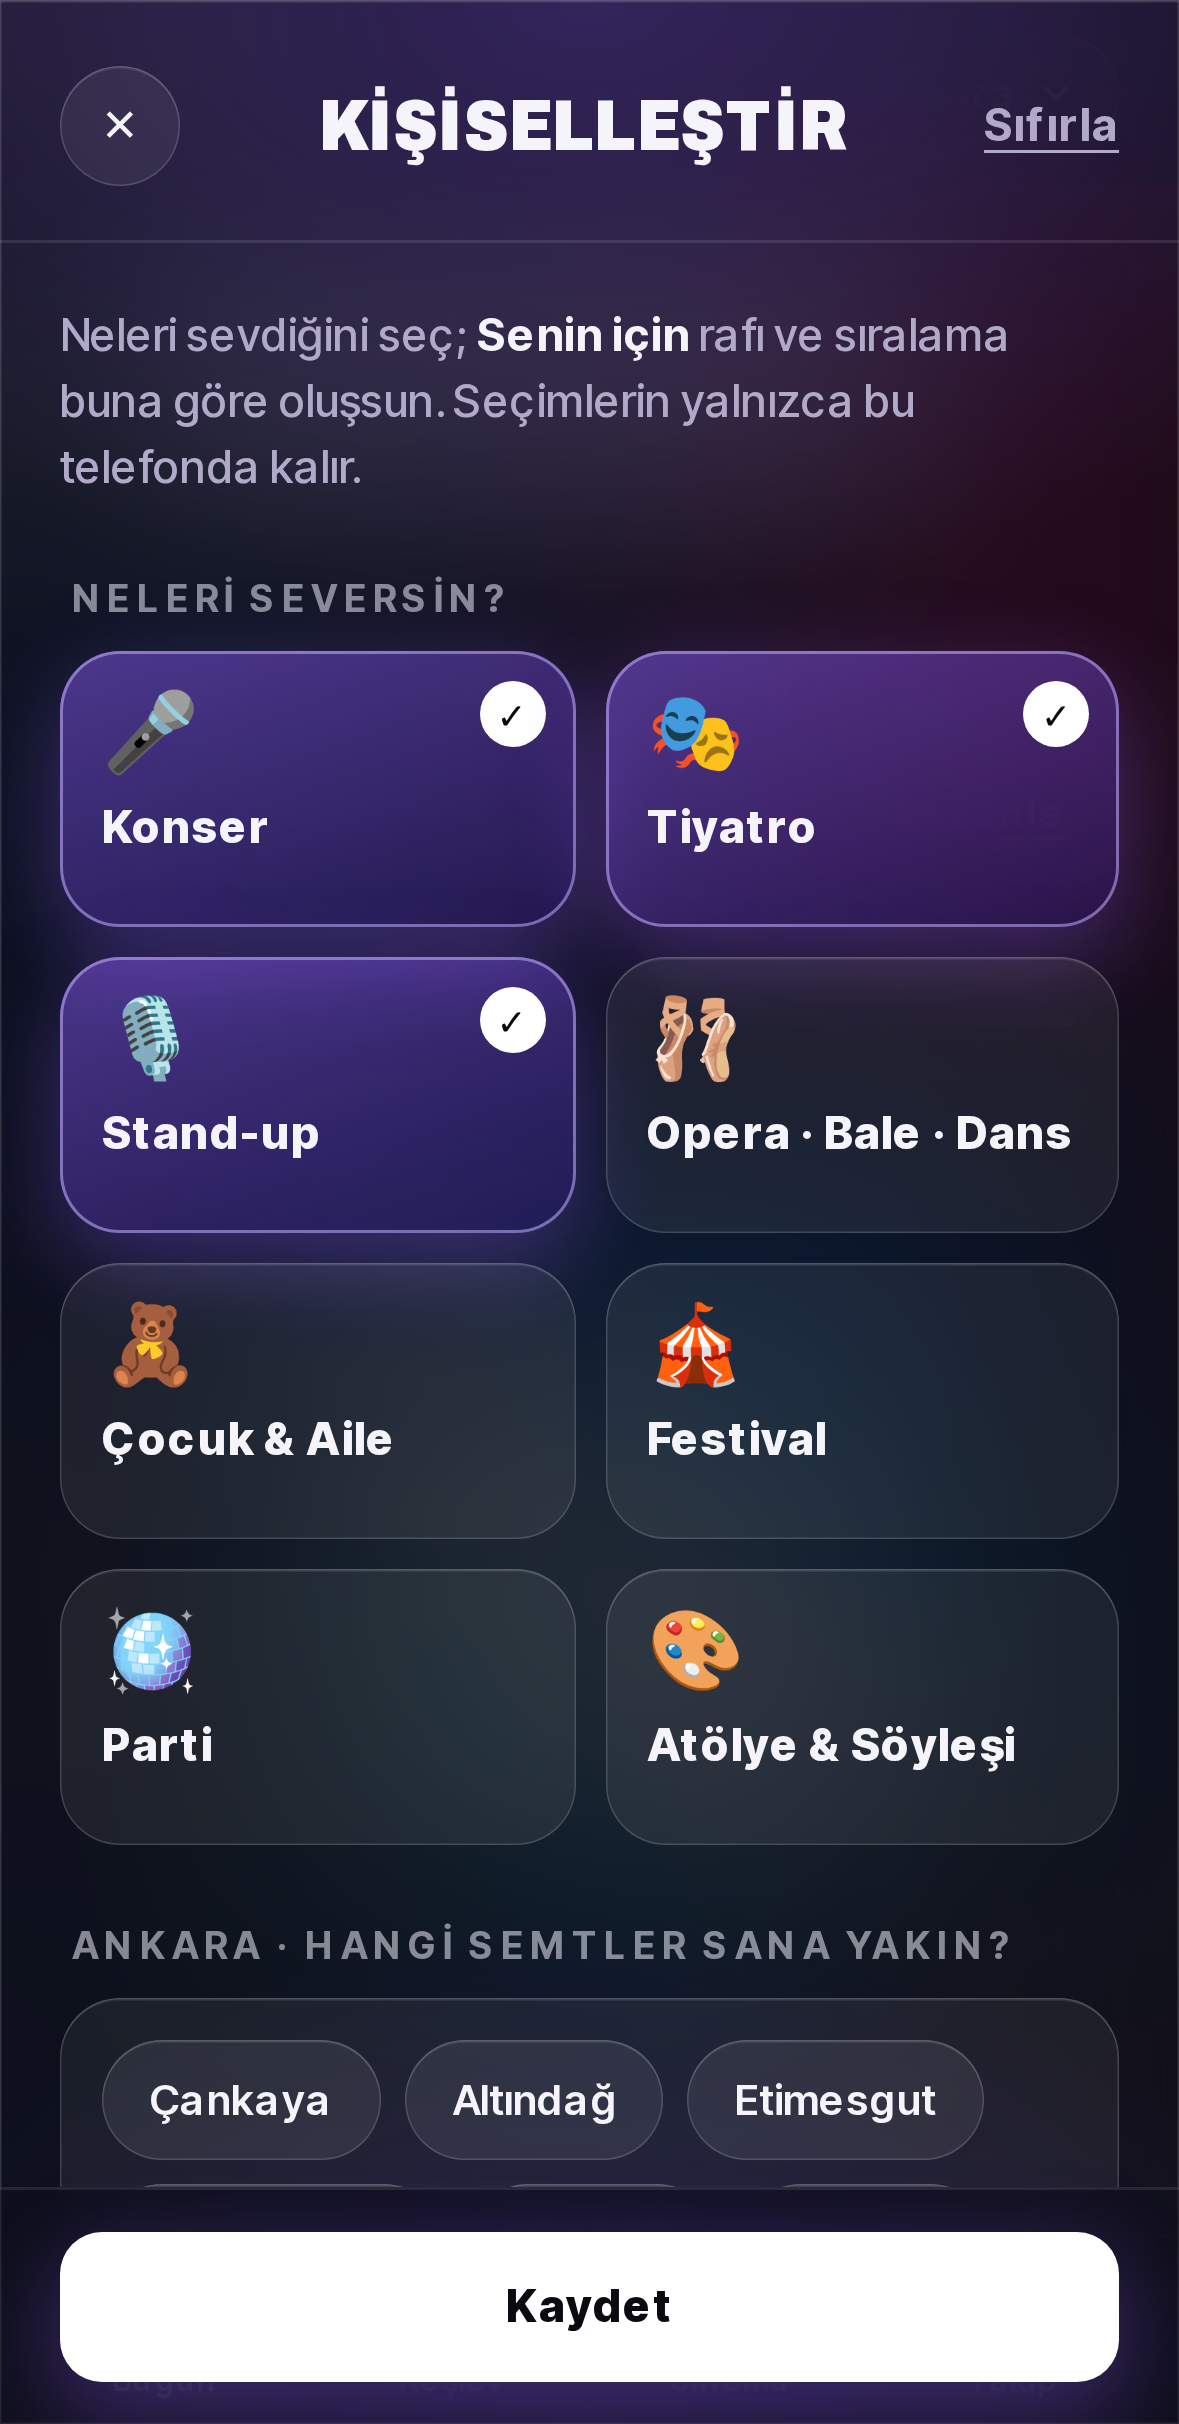 ×
KİŞİSELLEŞTİR
Sıfırla
Neleri sevdiğini seç; Senin için rafı ve sıralama
buna göre oluşsun. Seçimlerin yalnızca bu
telefonda kalır.
NELERİ SEVERSİN?
✓
Konser
✓
Tiyatro
✓
Stand-up
Opera · Bale · Dans
Çocuk & Aile
Festival
Parti
Atölye & Söyleşi
ANKARA · HANGİ SEMTLER SANA YAKIN?
Çankaya
Altındağ
Etimesgut
Kaydet